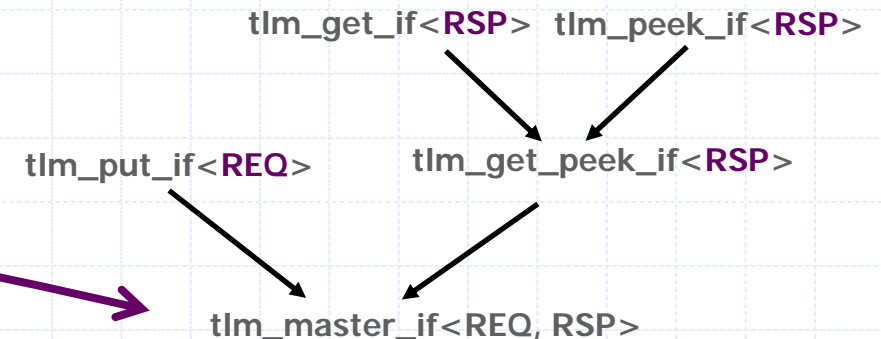 tlm_get_if<RSP> tlm_peek_if<RSP>
tlm_put_if<REQ> tlm_get_peek_if<RSP>
tlm_master_if<REQ, RSP>